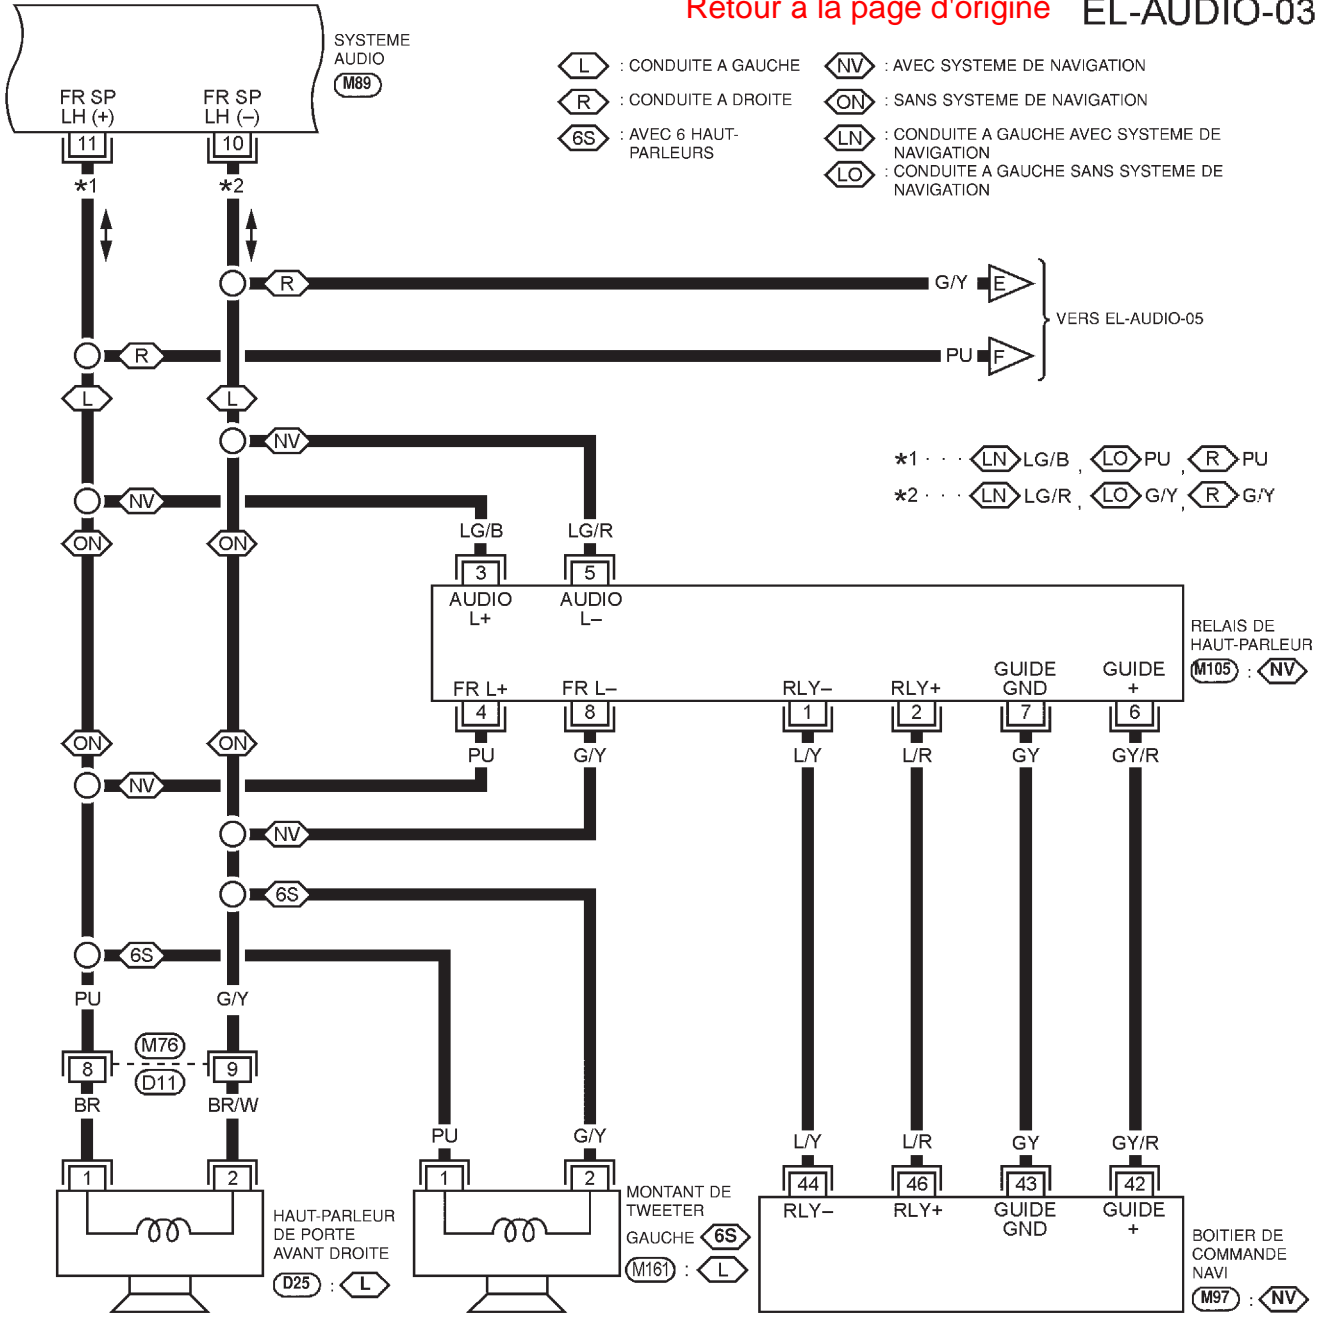 Retour à la page d'origine EL-AUDIO-03
SYSTEME
AUDIO
M89
FR SP
LH (+)
FR SP
LH (–)
11
10
*1
*2
L : CONDUITE A GAUCHE
R : CONDUITE A DROITE
6S : AVEC 6 HAUT-
PARLEURS
NV : AVEC SYSTEME DE NAVIGATION
ON : SANS SYSTEME DE NAVIGATION
LN : CONDUITE A GAUCHE AVEC SYSTEME DE
NAVIGATION
LO : CONDUITE A GAUCHE SANS SYSTEME DE
NAVIGATION
R
G/Y
E
VERS EL-AUDIO-05
R
PU
F
L
L
NV
*1 · · · LN LG/B , LO PU , R PU
*2 · · · LN LG/R , LO G/Y , R G/Y
NV
LG/B
LG/R
ON
ON
3
5
AUDIO
L+
AUDIO
L–
RELAIS DE
HAUT-PARLEUR
M105 : NV
FR L+
FR L–
RLY–
RLY+
GUIDE
GND
GUIDE
+
4
8
1
2
7
6
ON
ON
PU
G/Y
L/Y
L/R
GY
GY/R
NV
NV
6S
6S
PU
G/Y
M76
8
9
D11
BR
BR/W
PU
G/Y
L/Y
L/R
GY
GY/R
1
2
1
2
44
46
43
42
HAUT-PARLEUR
DE PORTE
AVANT DROITE
D25 : L
MONTANT DE
TWEETER
GAUCHE 6S
M161 : L
RLY–
RLY+
GUIDE
GND
GUIDE
+
BOITIER DE
COMMANDE
NAVI
M97 : NV